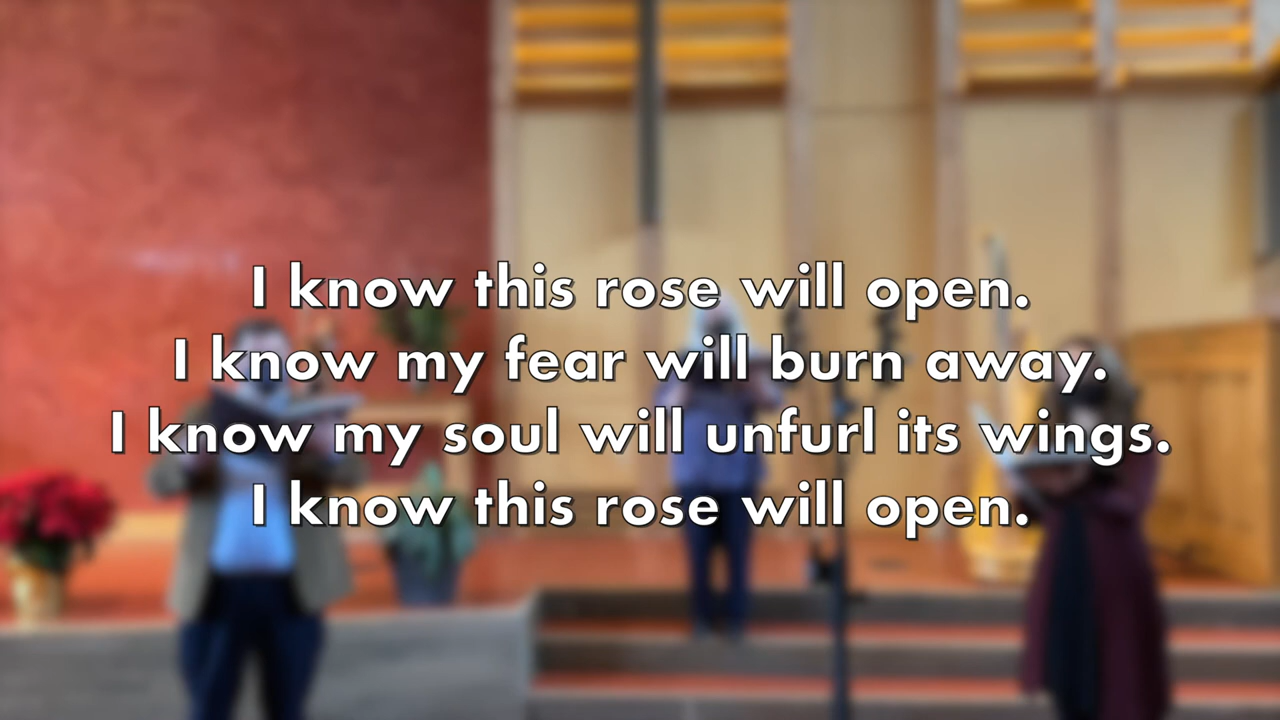 I know this rose will open.
I know my fear will burn away.
I know my soul will unfurl its wings.
I know this rose will open.